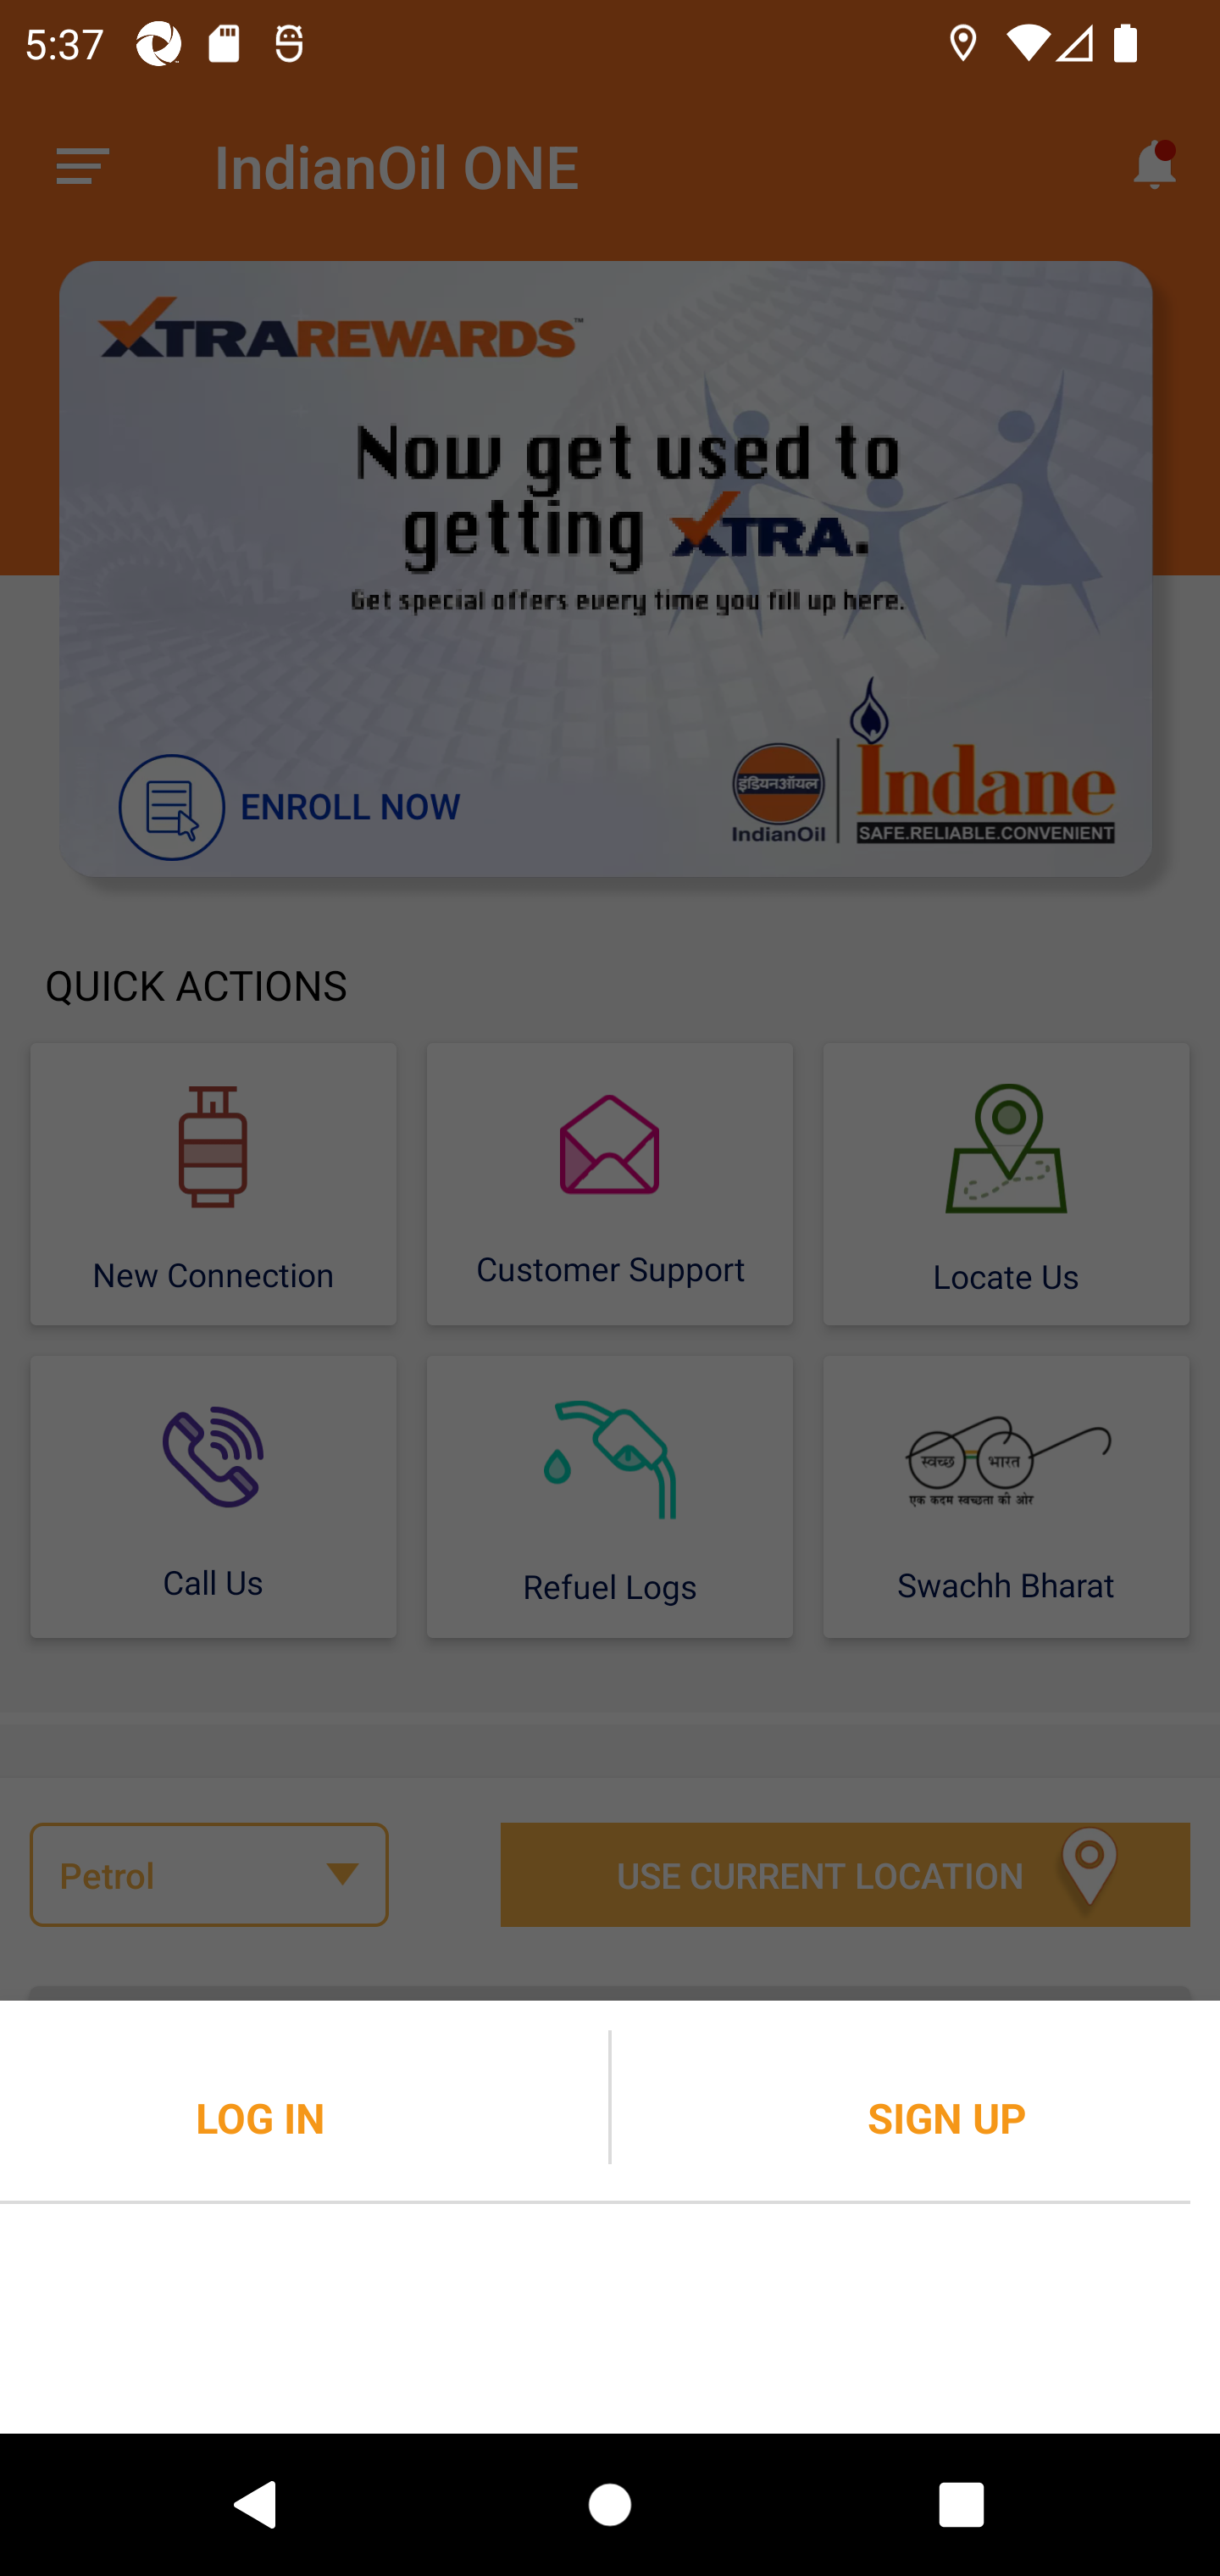 5:37
IndianOil ONE
XTRAREWARDS™
Now get used to
getting XTRA.
Get special offers every time you fill up here.
ENROLL NOW
इंडियनऑयल
IndianOil
Indane
SAFE.RELIABLE.CONVENIENT
QUICK ACTIONS
New Connection
Customer Support
Locate Us
स्वच्छ भारत
एक कदम स्वच्छता की ओर
Call Us
Refuel Logs
Swachh Bharat
Petrol
USE CURRENT LOCATION
LOG IN
SIGN UP